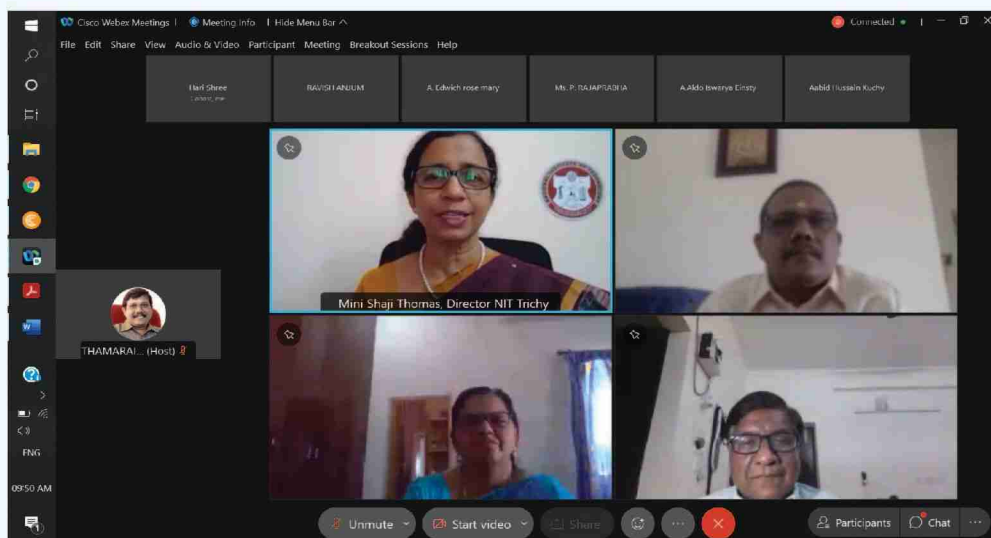 Cisco Webex Meetings | Meeting Info | Hide Menu Bar
Connected
File Edit Share View Audio & Video Participant Meeting Breakout Sessions Help
Hari Shree
RAVISH ANJUM
A. Edwich rose mary
Ms. P. RAJAPRABHA
A.Aldo Iswarya Einsty
Aabid Hussain Kuchy
Mini Shaji Thomas, Director NIT Trichy
THAMARAI... (Host)
ENG
09:50 AM
Unmute
Start video
Share
Participants
Chat